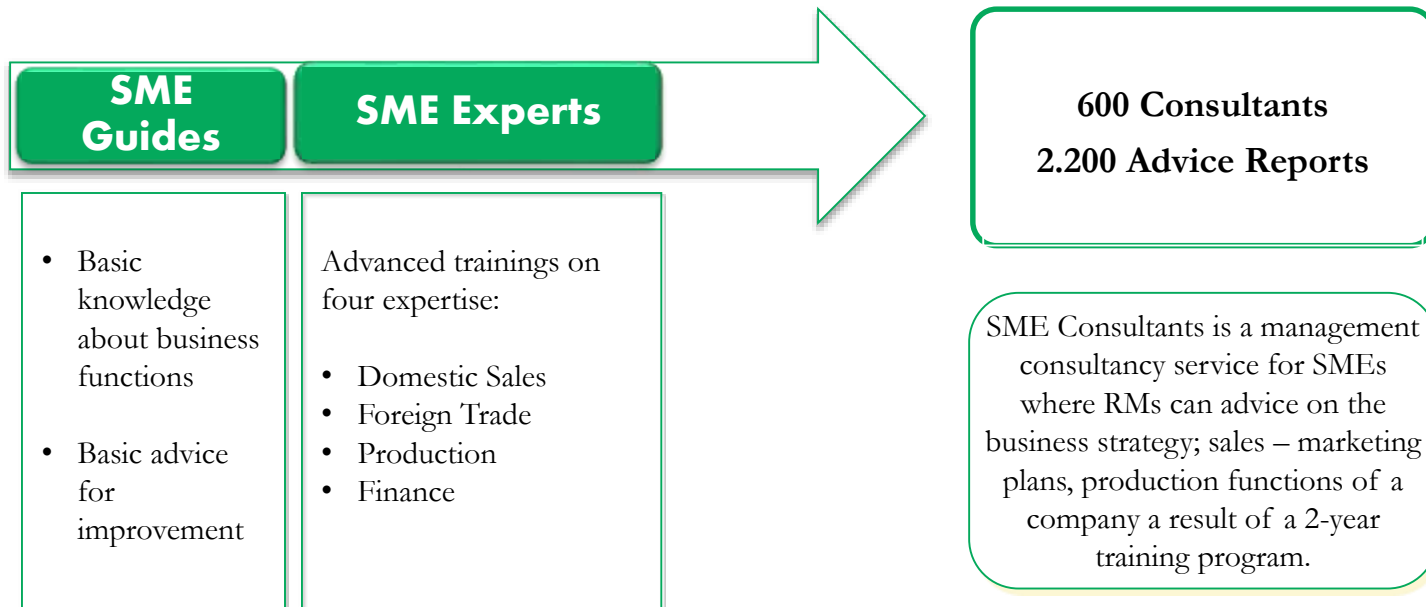 SME
Guides
SME Experts
• Basic
knowledge
about business
functions
• Basic advice
for
improvement
Advanced trainings on
four expertise:
• Domestic Sales
• Foreign Trade
• Production
• Finance
600 Consultants
2.200 Advice Reports
SME Consultants is a management
consultancy service for SMEs
where RMs can advice on the
business strategy; sales – marketing
plans, production functions of a
company a result of a 2-year
training program.